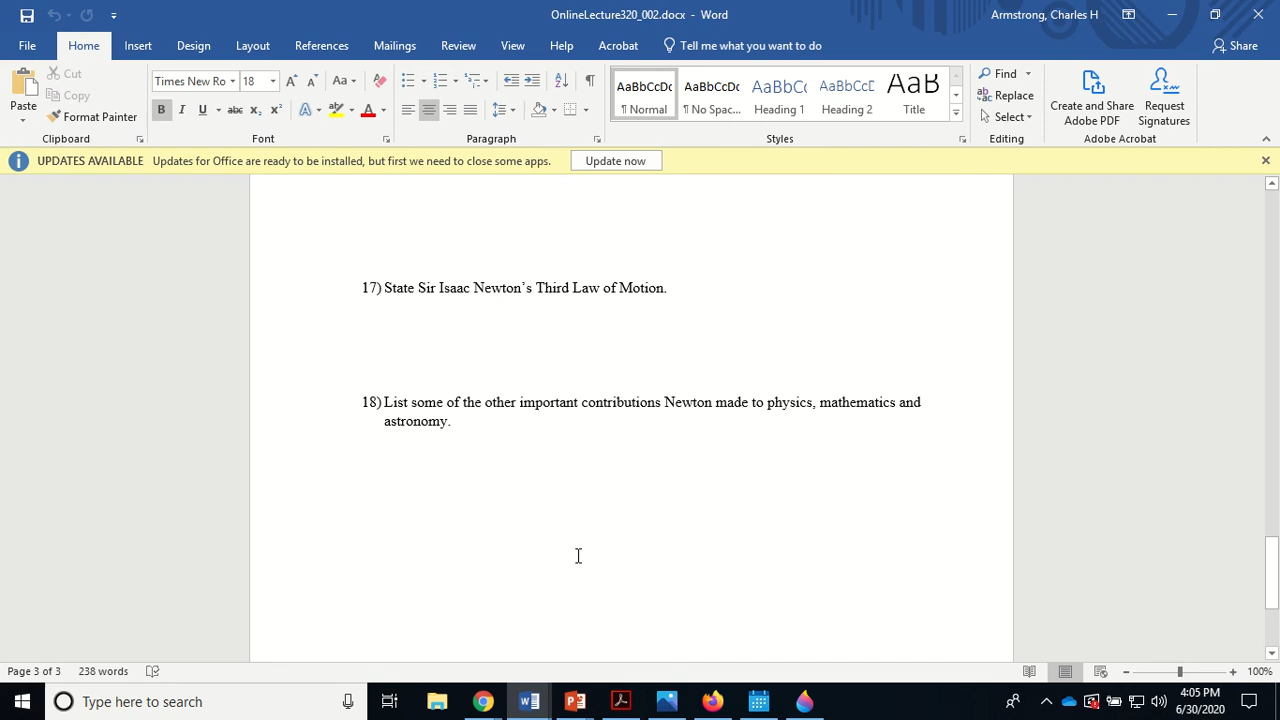 OnlineLecture320_002.docx - Word
Armstrong, Charles H
File Home Insert Design Layout References Mailings Review View Help Acrobat Tell me what you want to do Share
Paste
Cut
Copy
Format Painter
Clipboard
Times New Ro 18
Aa
B I U abc x₂ x² A A
Font
Paragraph
AaBbCcDc AaBbCcDc AaBbCc AaBbCcD AaB
¶ Normal ¶ No Spac... Heading 1 Heading 2 Title
Styles
Find
Replace
Select
Editing
Create and Share Adobe PDF
Request Signatures
Adobe Acrobat
UPDATES AVAILABLE Updates for Office are ready to be installed, but first we need to close some apps. Update now
17) State Sir Isaac Newton’s Third Law of Motion.
18) List some of the other important contributions Newton made to physics, mathematics and
astronomy.
Page 3 of 3 238 words 100%
Type here to search
4:05 PM
6/30/2020